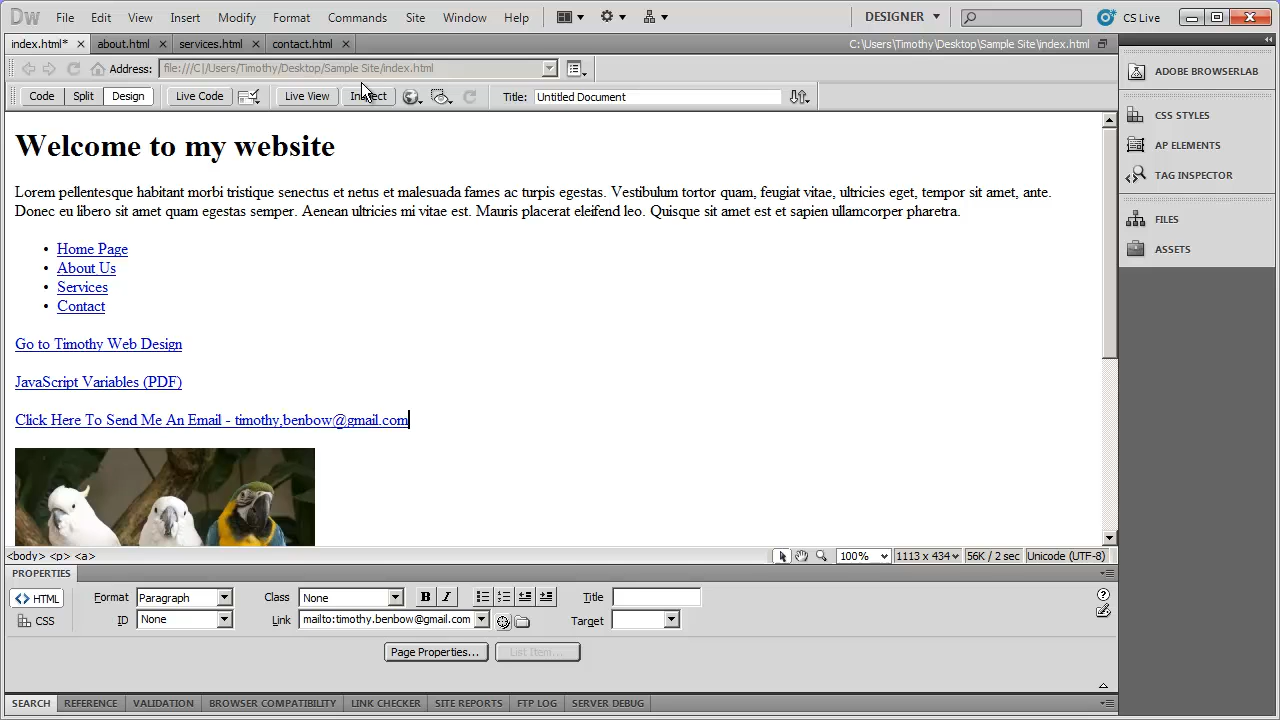 Dw File Edit View Insert Modify Format Commands Site Window Help DESIGNER CS Live
index.html* about.html services.html contact.html C:\Users\Timothy\Desktop\Sample Site\index.html
Address: file:///C|/Users/Timothy/Desktop/Sample Site/index.html
Code Split Design Live Code Live View Inspect Title: Untitled Document
Welcome to my website
Lorem pellentesque habitant morbi tristique senectus et netus et malesuada fames ac turpis egestas. Vestibulum tortor quam, feugiat vitae, ultricies eget, tempor sit amet, ante.
Donec eu libero sit amet quam egestas semper. Aenean ultricies mi vitae est. Mauris placerat eleifend leo. Quisque sit amet est et sapien ullamcorper pharetra.
• Home Page
• About Us
• Services
• Contact
Go to Timothy Web Design
JavaScript Variables (PDF)
Click Here To Send Me An Email - timothy,benbow@gmail.com
ADOBE BROWSERLAB
CSS STYLES
AP ELEMENTS
TAG INSPECTOR
FILES
ASSETS
<body> <p> <a> 100% 1113 x 434 56K / 2 sec Unicode (UTF-8)
PROPERTIES
<> HTML Format Paragraph Class None B I Title
CSS ID None Link mailto:timothy.benbow@gmail.com Target
Page Properties... List Item...
SEARCH REFERENCE VALIDATION BROWSER COMPATIBILITY LINK CHECKER SITE REPORTS FTP LOG SERVER DEBUG